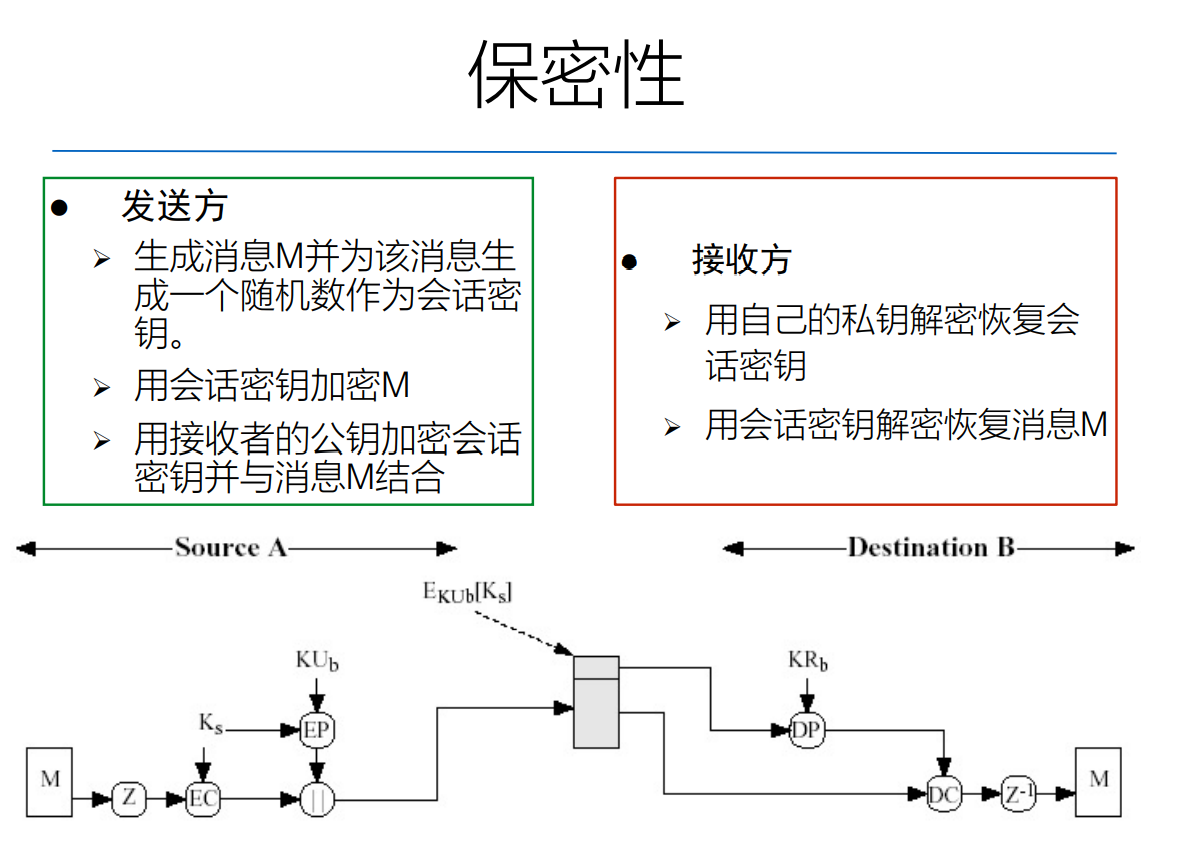 保密性
发送方
生成消息M并为该消息生
成一个随机数作为会话密
钥。
用会话密钥加密M
用接收者的公钥加密会话
密钥并与消息M结合
接收方
用自己的私钥解密恢复会
话密钥
用会话密钥解密恢复消息M
Source A
Destination B
E_KUb[K_s]
KU_b
KR_b
K_s
EP
DP
M
Z
EC
||
DC
Z^-1
M